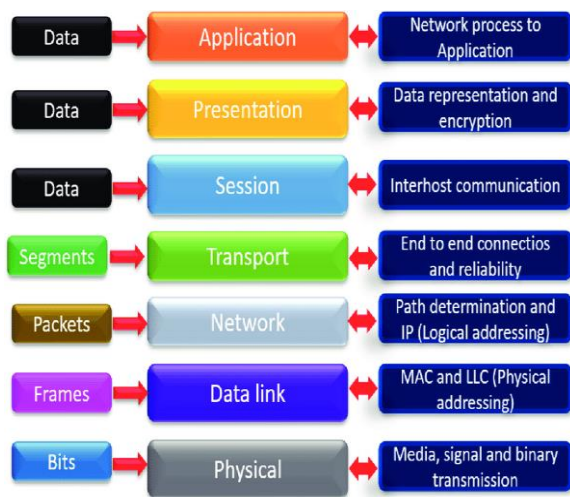 Data
Application
Network process to
Application
Data
Presentation
Data representation and
encryption
Data
Session
Interhost communication
Segments
Transport
End to end connectios
and reliability
Packets
Network
Path determination and
IP (Logical addressing)
Frames
Data link
MAC and LLC (Physical
addressing)
Bits
Physical
Media, signal and binary
transmission